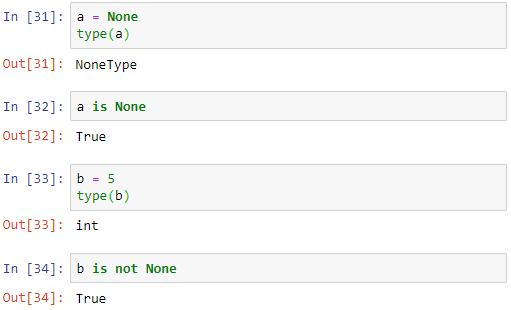 In [31]: a = None
type(a)
Out[31]: NoneType
In [32]: a is None
Out[32]: True
In [33]: b = 5
type(b)
Out[33]: int
In [34]: b is not None
Out[34]: True